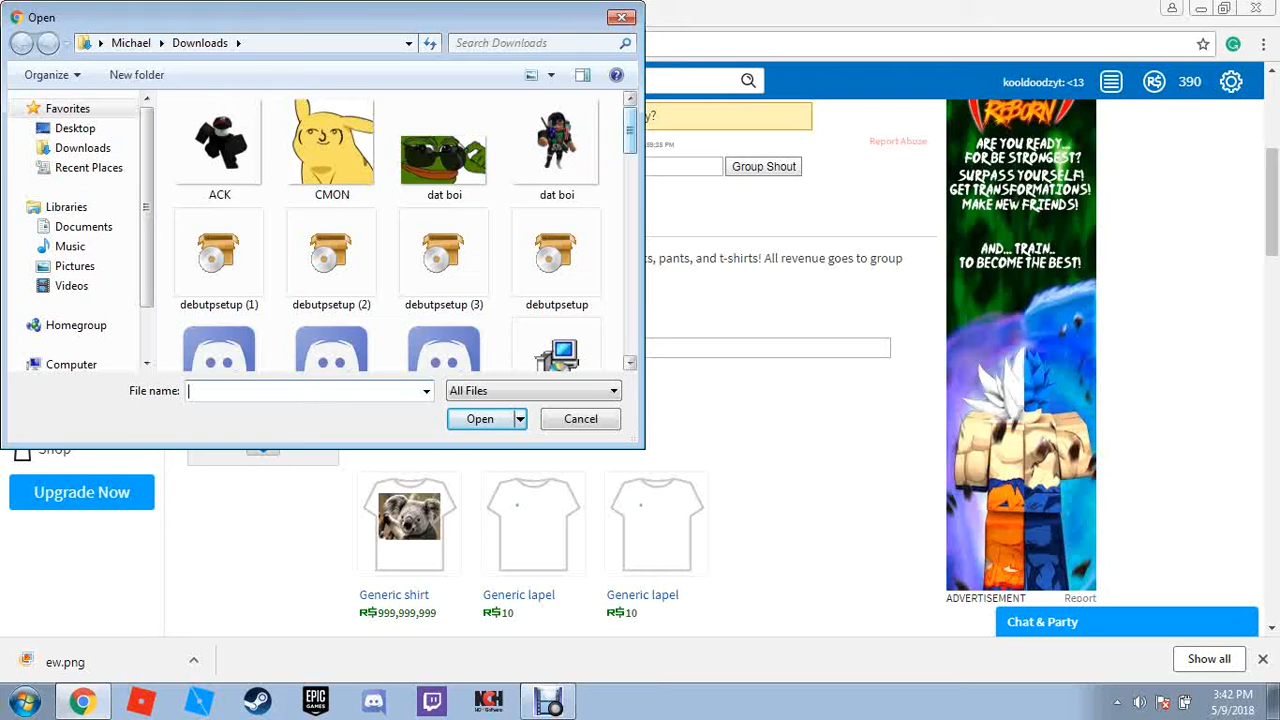 Open
Michael
Downloads
Search Downloads
Organize
New folder
Favorites
Desktop
Downloads
Recent Places
Libraries
Documents
Music
Pictures
Videos
Homegroup
Computer
ACK
CMON
dat boi
dat boi
debutpsetup (1)
debutpsetup (2)
debutpsetup (3)
debutpsetup
File name:
All Files
Open
Cancel
kooldoodzyt: <13
390
y?
Report Abuse
Group Shout
ts, pants, and t-shirts! All revenue goes to group
REBORN
ARE YOU READY...
FOR BE STRONGEST?
SURPASS YOURSELF!
GET TRANSFORMATIONS!
MAKE NEW FRIENDS!
AND... TRAIN..
TO BECOME THE BEST!
ADVERTISEMENT
Report
Shop
Upgrade Now
Generic shirt
R$999,999,999
Generic lapel
R$10
Generic lapel
R$10
Chat & Party
ew.png
Show all
EPIC
GAMES
NCH
3:42 PM
5/9/2018